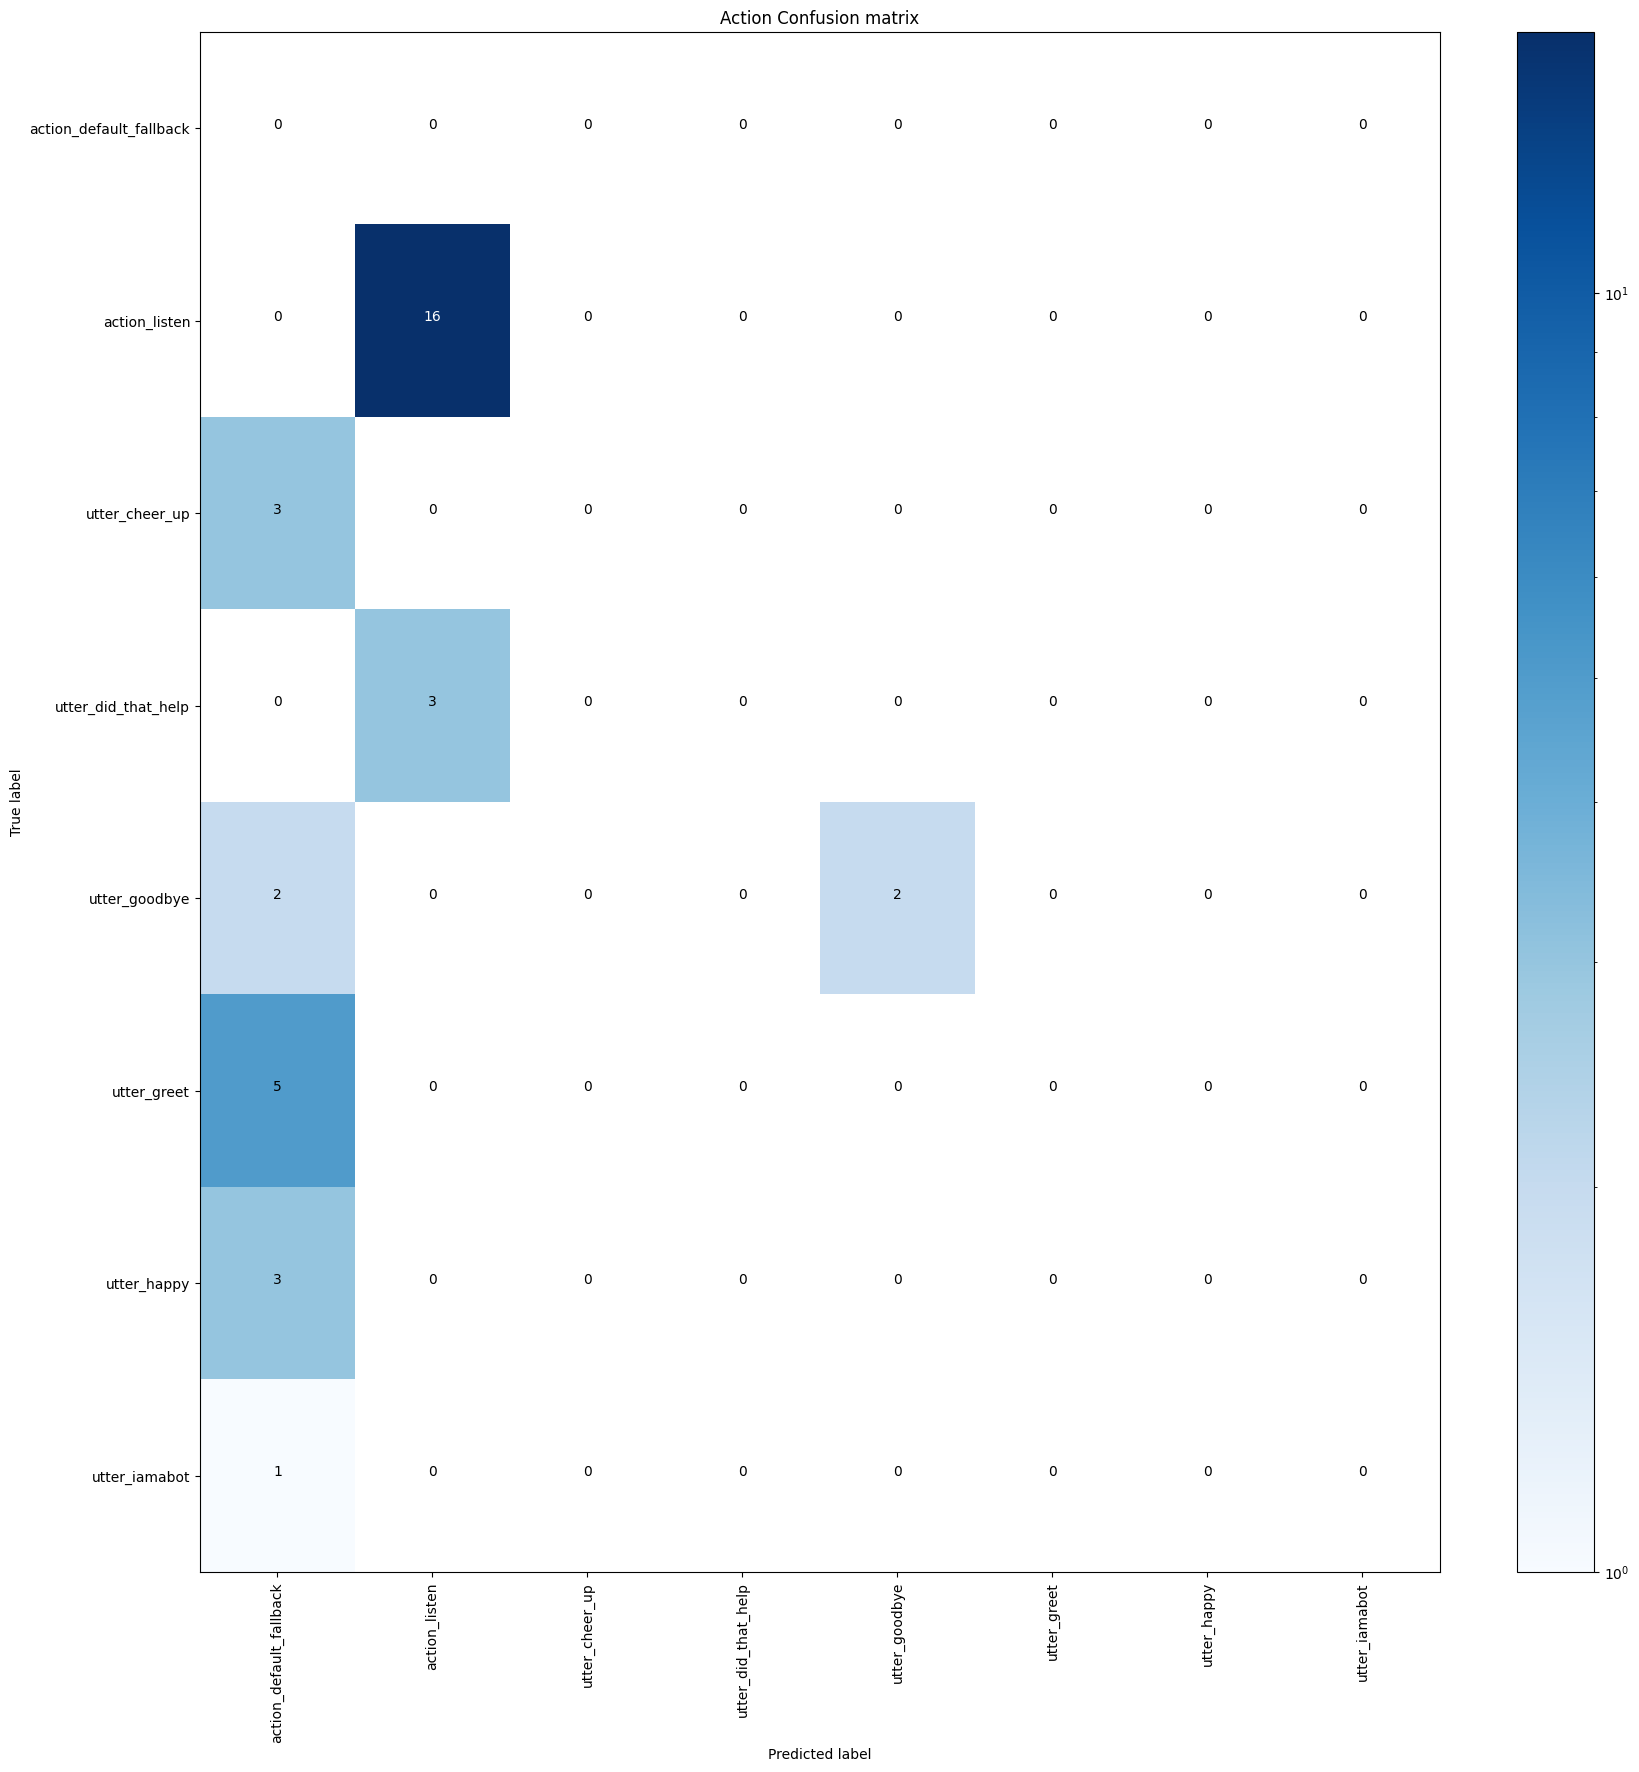 Action Confusion matrix
action_default_fallback 0 0 0 0 0 0 0 0
action_listen 0 16 0 0 0 0 0 0
10¹
utter_cheer_up 3 0 0 0 0 0 0 0
utter_did_that_help 0 3 0 0 0 0 0 0
True label
utter_goodbye 2 0 0 0 2 0 0 0
utter_greet 5 0 0 0 0 0 0 0
utter_happy 3 0 0 0 0 0 0 0
utter_iamabot 1 0 0 0 0 0 0 0
10⁰
action_default_fallback
action_listen
utter_cheer_up
utter_did_that_help
utter_goodbye
utter_greet
utter_happy
utter_iamabot
Predicted label